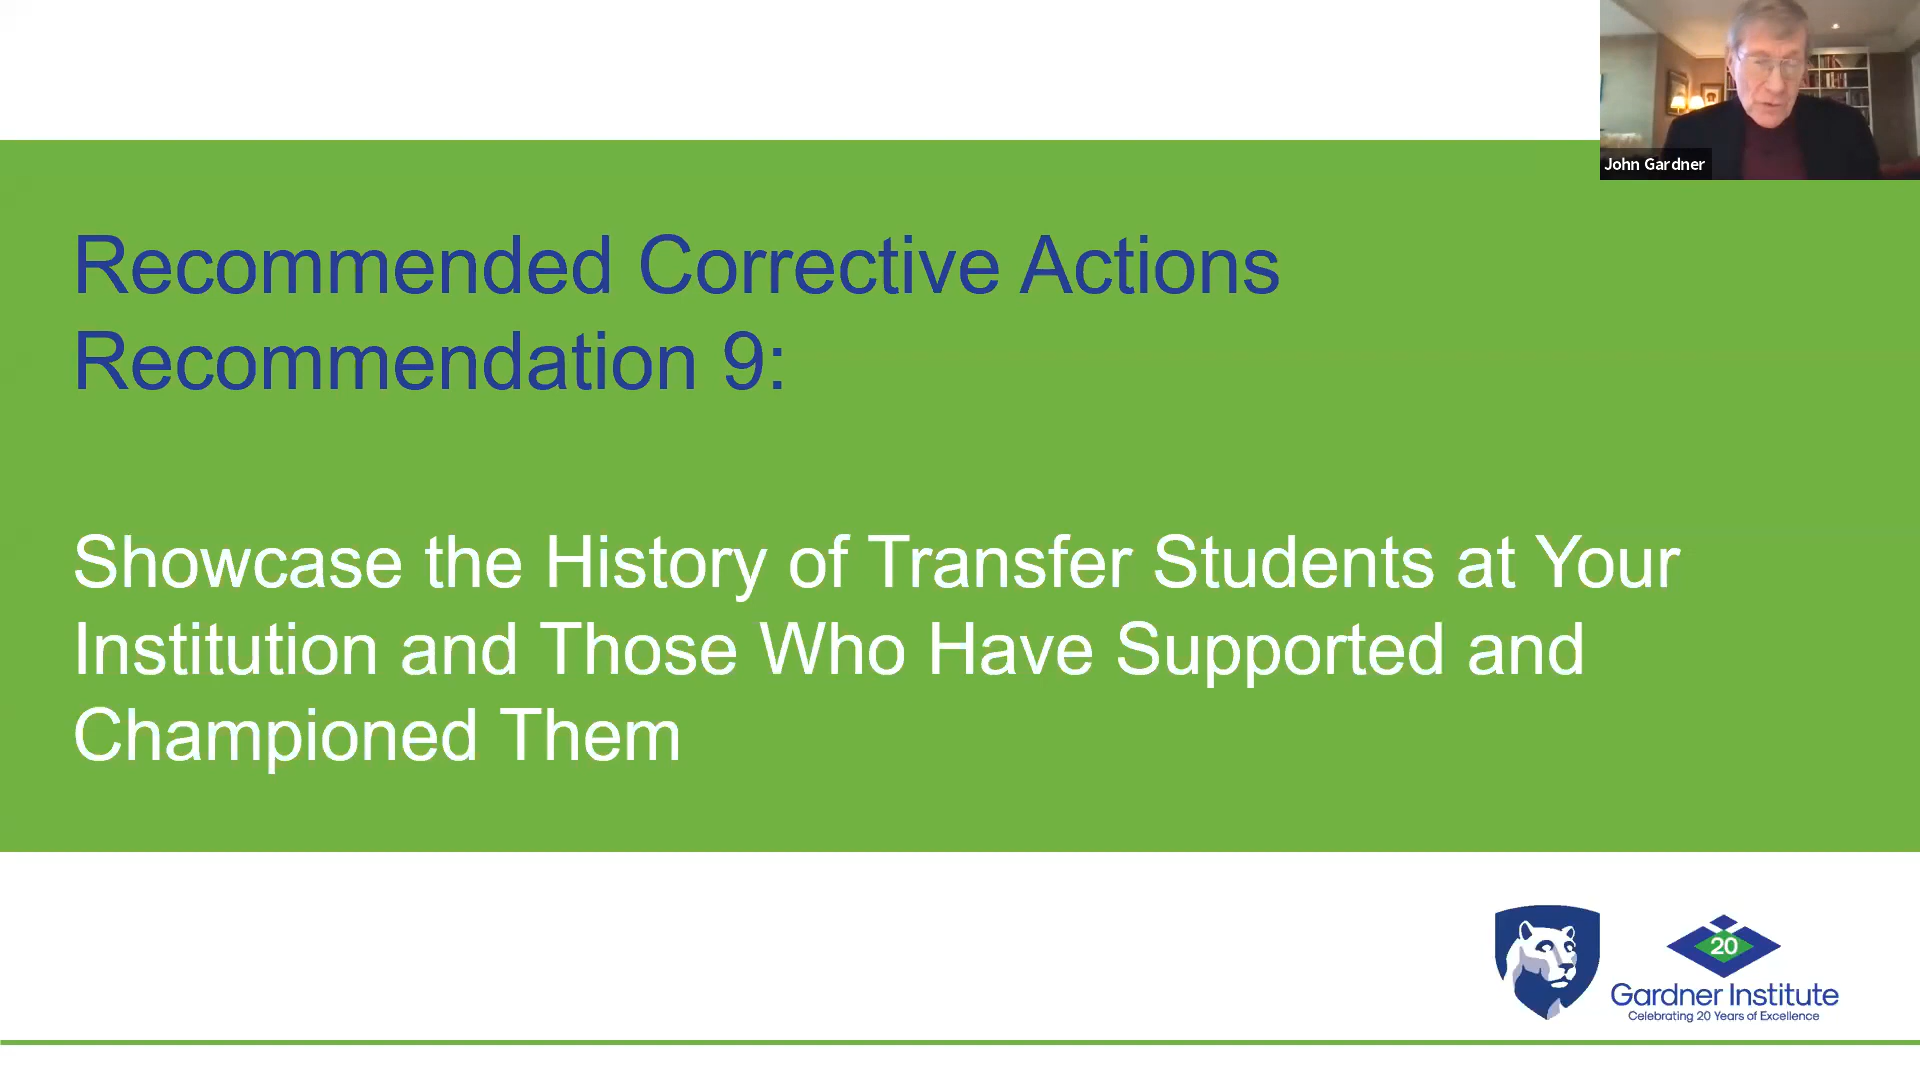 John Gardner
Recommended Corrective Actions
Recommendation 9:
Showcase the History of Transfer Students at Your
Institution and Those Who Have Supported and
Championed Them
20
Gardner Institute
Celebrating 20 Years of Excellence